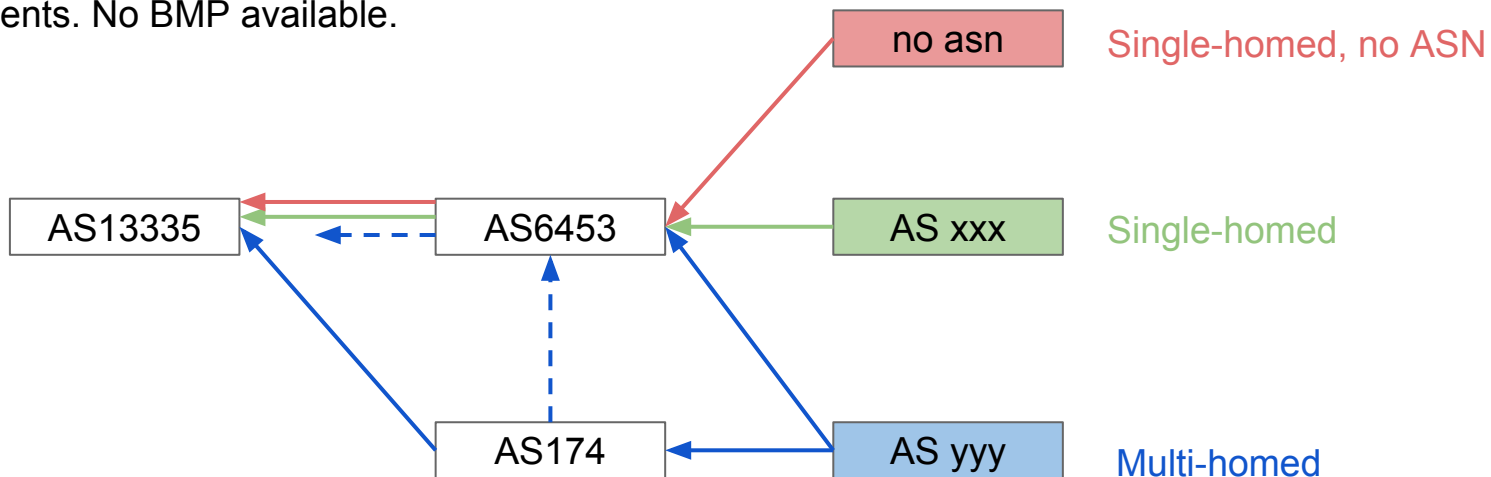 ents. No BMP available.
no asn
Single-homed, no ASN
AS13335
AS6453
AS xxx
Single-homed
AS174
AS yyy
Multi-homed